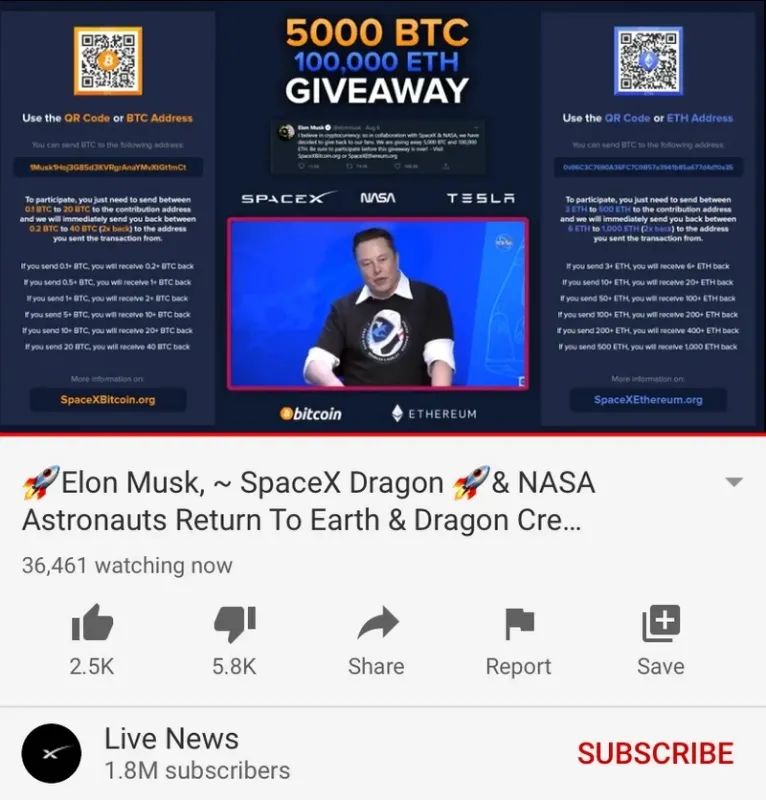 Use the QR Code or BTC Address
You can send BTC to the following address:
To participate, you just need to send between
0.1 BTC to 20 BTC to the contribution address
and we will immediately send you back between
0.2 BTC to 40 BTC (2x back) to the address
you sent the transaction from.
If you send 0.1+ BTC, you will receive 0.2+ BTC back
If you send 0.5+ BTC, you will receive 1+ BTC back
If you send 1+ BTC, you will receive 2+ BTC back
If you send 5+ BTC, you will receive 10+ BTC back
If you send 10+ BTC, you will receive 20+ BTC back
If you send 20 BTC, you will receive 40 BTC back
More information on:
SpaceXBitcoin.org
5000 BTC
100,000 ETH
GIVEAWAY
Elon Musk @elonmusk
I believe in cryptocurrency, so in collaboration with SpaceX & NASA, we have
decided to give back to our fans. We are giving away 5,000 BTC and 100,000
ETH. Be sure to participate before this giveaway is over! - Visit
SpaceXBitcoin.org or SpaceXEthereum.org
SPACEX NASA TESLA
bitcoin ETHEREUM
Use the QR Code or ETH Address
You can send BTC to the following address:
To participate, you just need to send between
3 ETH to 500 ETH to the contribution address
and we will immediately send you back between
6 ETH to 1,000 ETH (2x back) to the address
you sent the transaction from.
If you send 3+ ETH, you will receive 6+ ETH back
If you send 10+ ETH, you will receive 20+ ETH back
If you send 50+ ETH, you will receive 100+ ETH back
If you send 100+ ETH, you will receive 200+ ETH back
If you send 200+ ETH, you will receive 400+ ETH back
If you send 500 ETH, you will receive 1,000 ETH back
More information on:
SpaceXEthereum.org
🚀Elon Musk, ~ SpaceX Dragon 🚀& NASA
Astronauts Return To Earth & Dragon Cre...
36,461 watching now
2.5K 5.8K Share Report Save
Live News
1.8M subscribers
SUBSCRIBE